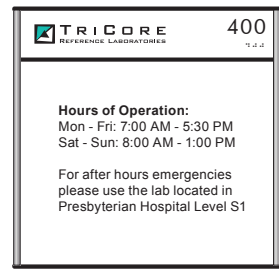 TRICORE
REFERENCE LABORATORIES
400
Hours of Operation:
Mon - Fri: 7:00 AM - 5:30 PM
Sat - Sun: 8:00 AM - 1:00 PM
For after hours emergencies
please use the lab located in
Presbyterian Hospital Level S1